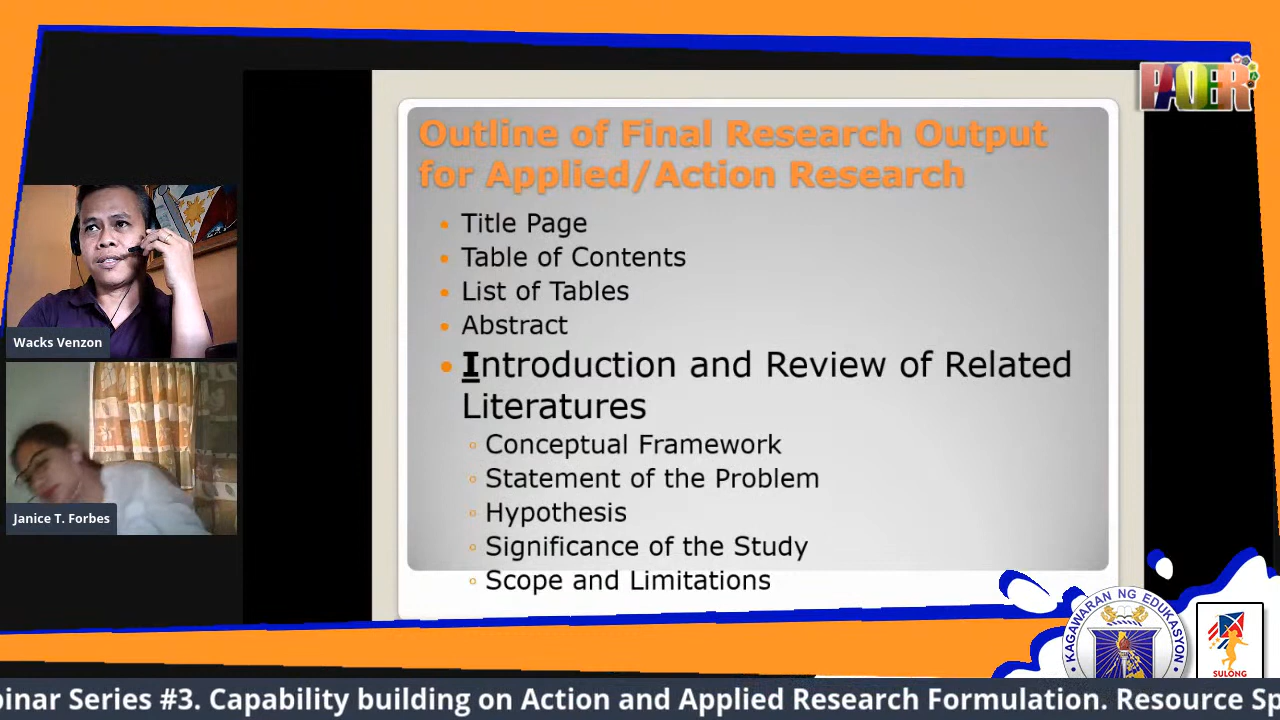 PAOER
Outline of Final Research Output
for Applied/Action Research
Title Page
Table of Contents
List of Tables
Abstract
Introduction and Review of Related
Literatures
Conceptual Framework
Statement of the Problem
Hypothesis
Significance of the Study
Scope and Limitations
Wacks Venzon
Janice T. Forbes
KAGAWARAN NG EDUKASYON
SULONG
Series #3. Capability building on Action and Applied Research Formulation. Resource